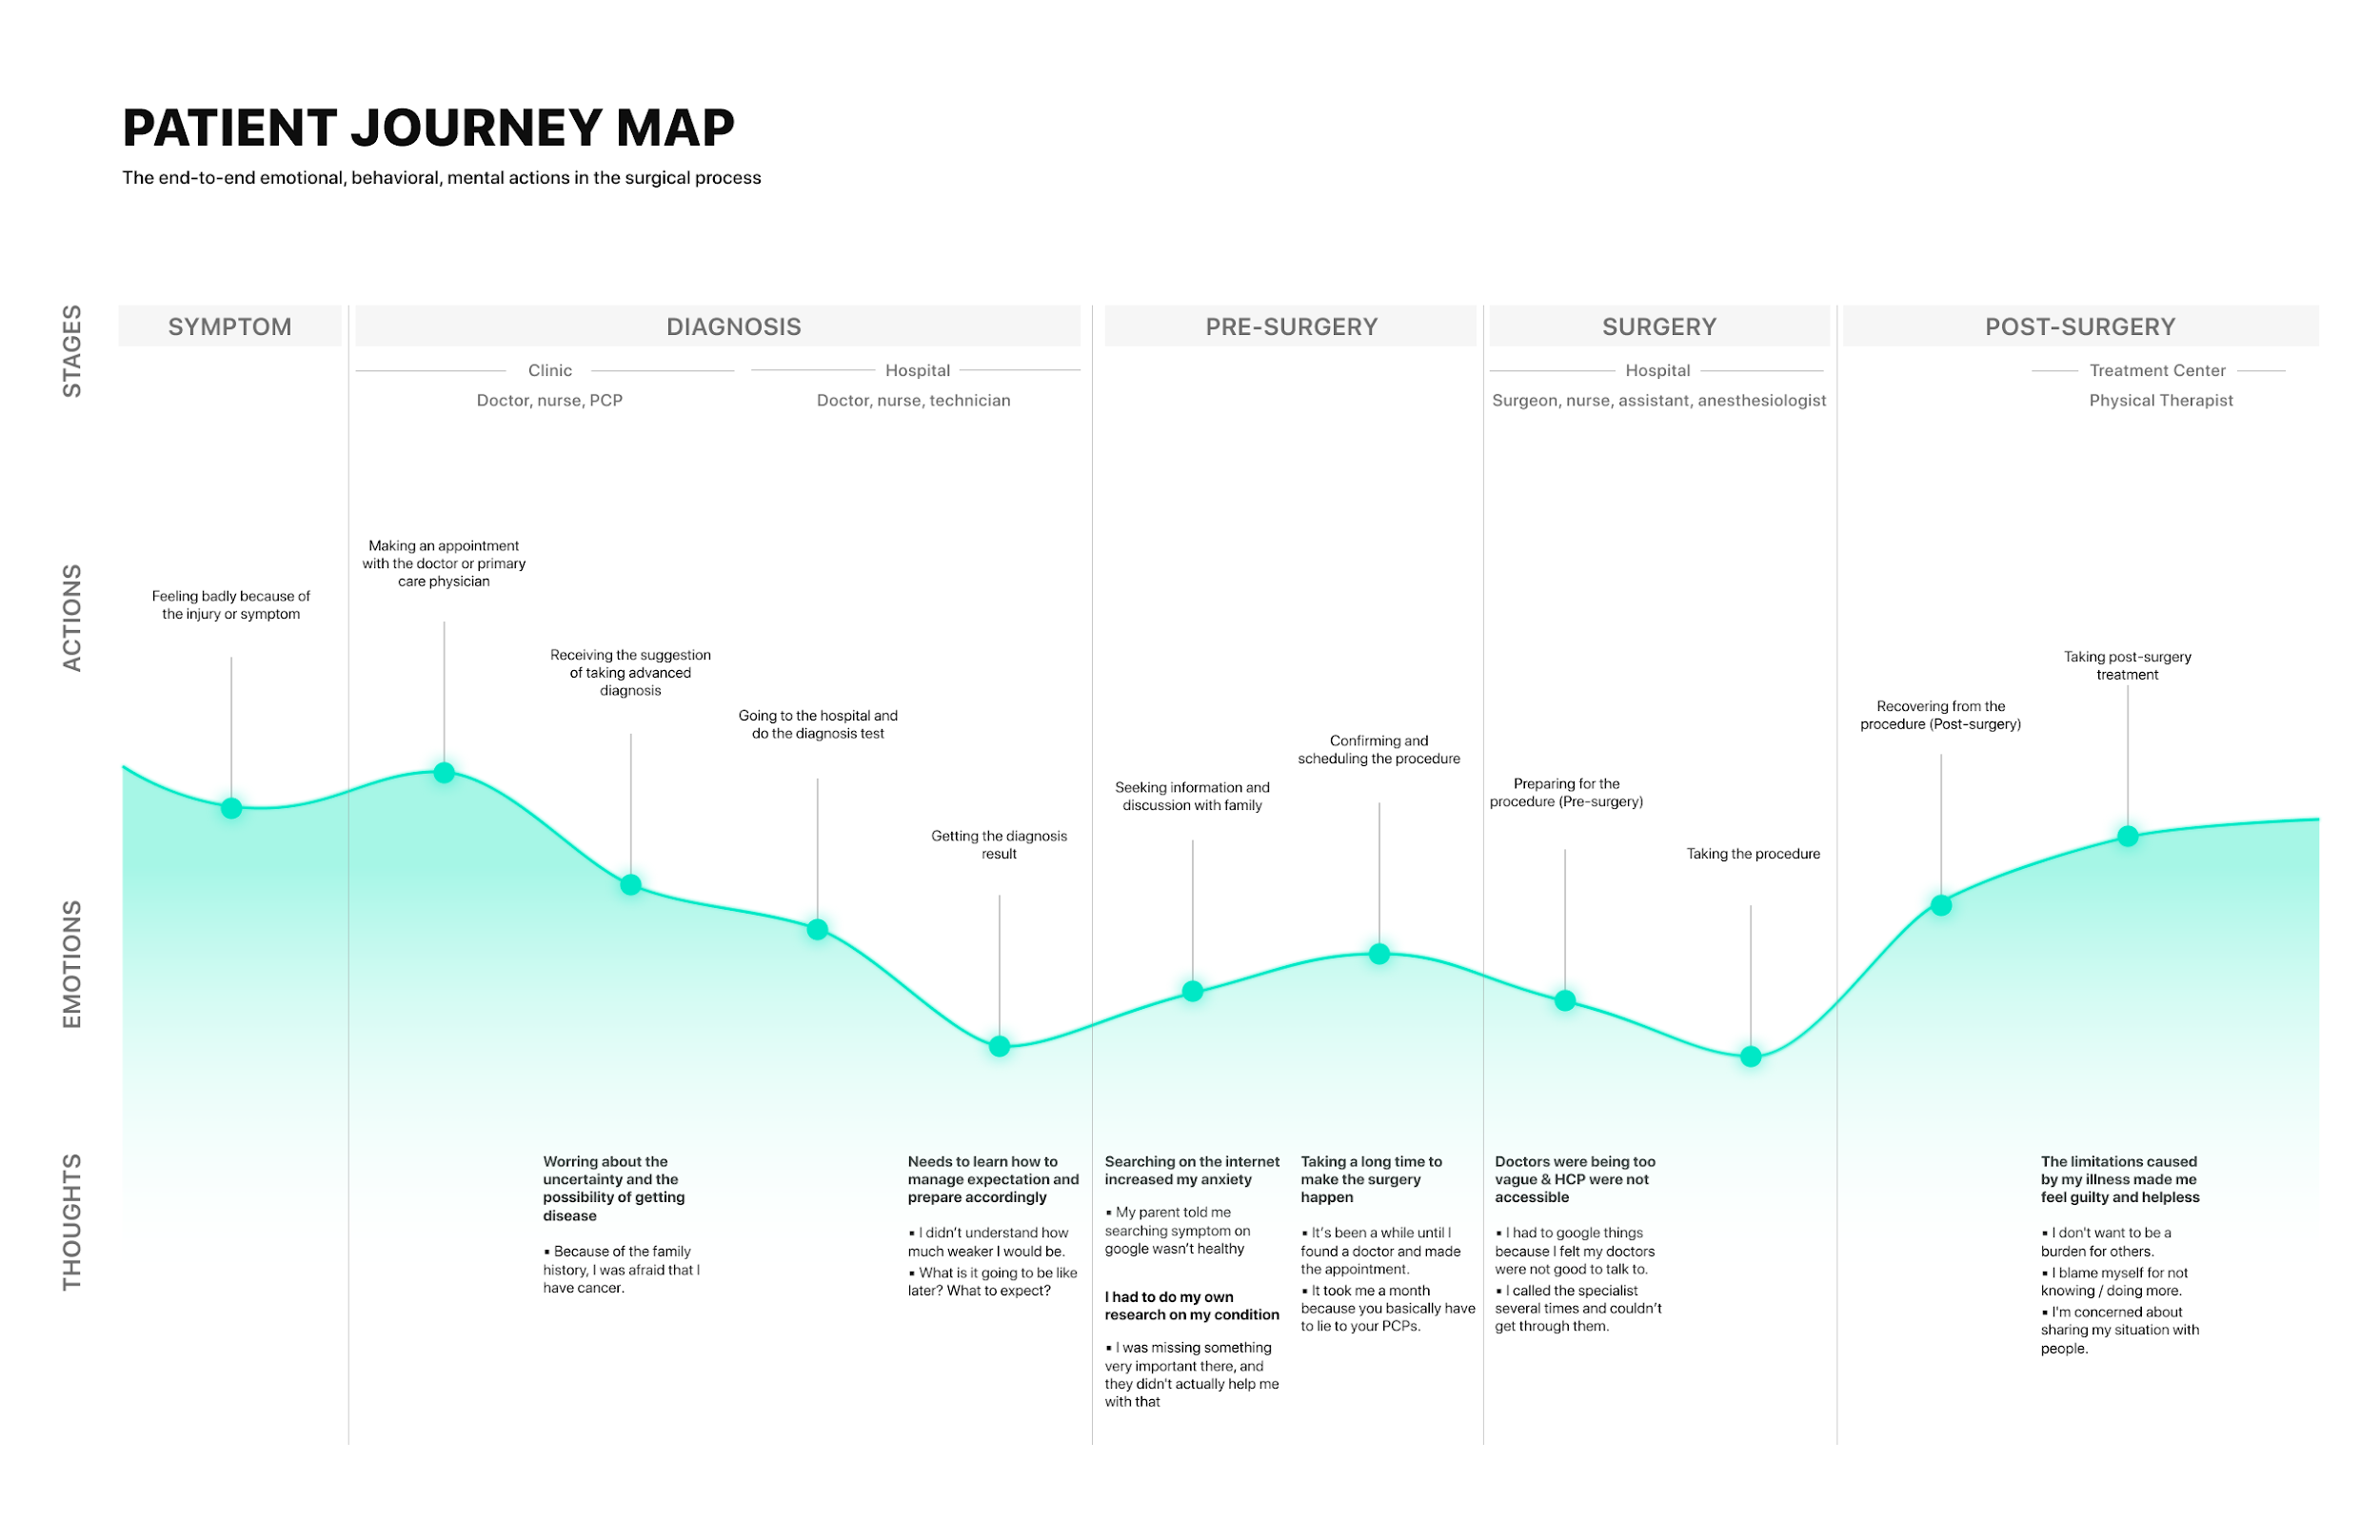 PATIENT JOURNEY MAP
The end-to-end emotional, behavioral, mental actions in the surgical process
STAGES
SYMPTOM
DIAGNOSIS
PRE-SURGERY
SURGERY
POST-SURGERY
Clinic
Doctor, nurse, PCP
Hospital
Doctor, nurse, technician
Hospital
Surgeon, nurse, assistant, anesthesiologist
Treatment Center
Physical Therapist
ACTIONS
Feeling badly because of
the injury or symptom
Making an appointment
with the doctor or primary
care physician
Receiving the suggestion
of taking advanced
diagnosis
Going to the hospital and
do the diagnosis test
Getting the diagnosis
result
Seeking information and
discussion with family
Confirming and
scheduling the procedure
Preparing for the
procedure (Pre-surgery)
Taking the procedure
Recovering from the
procedure (Post-surgery)
Taking post-surgery
treatment
EMOTIONS
THOUGHTS
Worring about the
uncertainty and the
possibility of getting
disease
▪ Because of the family
history, I was afraid that I
have cancer.
Needs to learn how to
manage expectation and
prepare accordingly
▪ I didn’t understand how
much weaker I would be.
▪ What is it going to be like
later? What to expect?
Searching on the internet
increased my anxiety
▪ My parent told me
searching symptom on
google wasn’t healthy
I had to do my own
research on my condition
▪ I was missing something
very important there, and
they didn't actually help me
with that
Taking a long time to
make the surgery
happen
▪ It’s been a while until I
found a doctor and made
the appointment.
▪ It took me a month
because you basically have
to lie to your PCPs.
Doctors were being too
vague & HCP were not
accessible
▪ I had to google things
because I felt my doctors
were not good to talk to.
▪ I called the specialist
several times and couldn’t
get through them.
The limitations caused
by my illness made me
feel guilty and helpless
▪ I don't want to be a
burden for others.
▪ I blame myself for not
knowing / doing more.
▪ I'm concerned about
sharing my situation with
people.